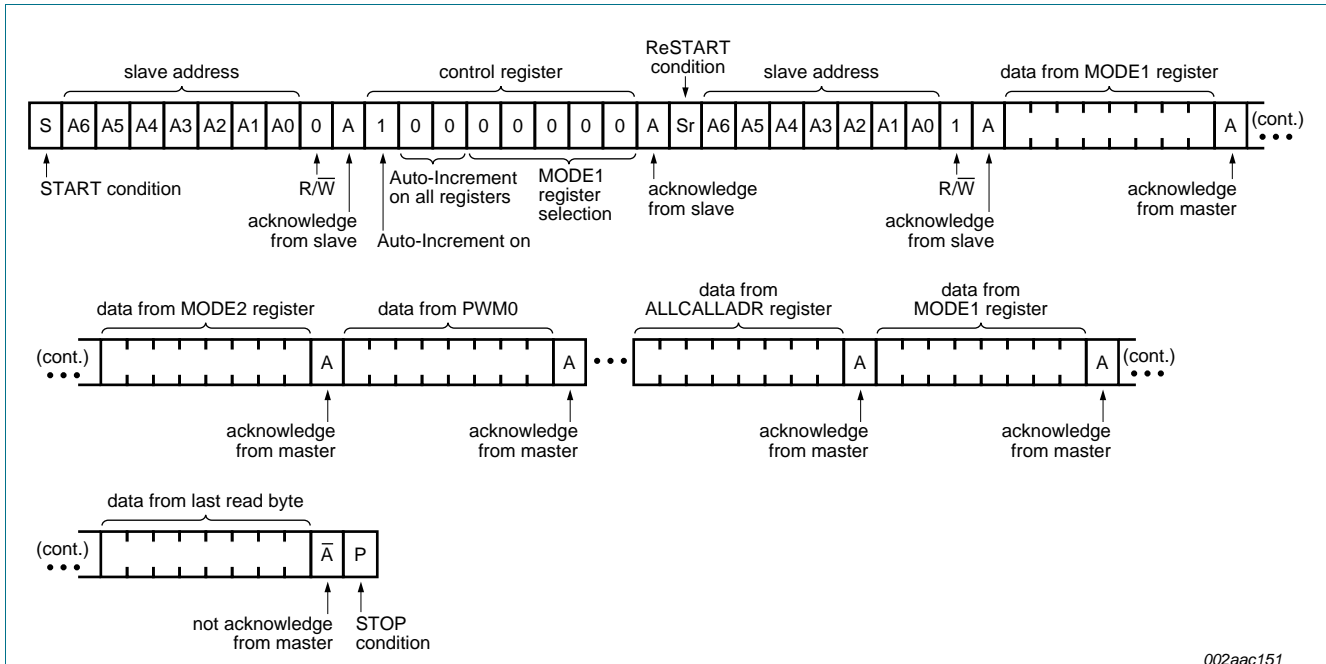 ReSTART
condition
slave address
control register
slave address
data from MODE1 register
S A6 A5 A4 A3 A2 A1 A0 0 A 1 0 0 0 0 0 0 0 A Sr A6 A5 A4 A3 A2 A1 A0 1 A A (cont.)
START condition
R/W̅
acknowledge
from slave
Auto-Increment
on all registers
Auto-Increment on
MODE1
register
selection
acknowledge
from slave
R/W̅
acknowledge
from slave
acknowledge
from master
data from MODE2 register
data from PWM0
data from
ALLCALLADR register
data from
MODE1 register
(cont.) A A A A (cont.)
acknowledge
from master
acknowledge
from master
acknowledge
from master
acknowledge
from master
data from last read byte
(cont.) A̅ P
not acknowledge
from master
STOP
condition
002aac151